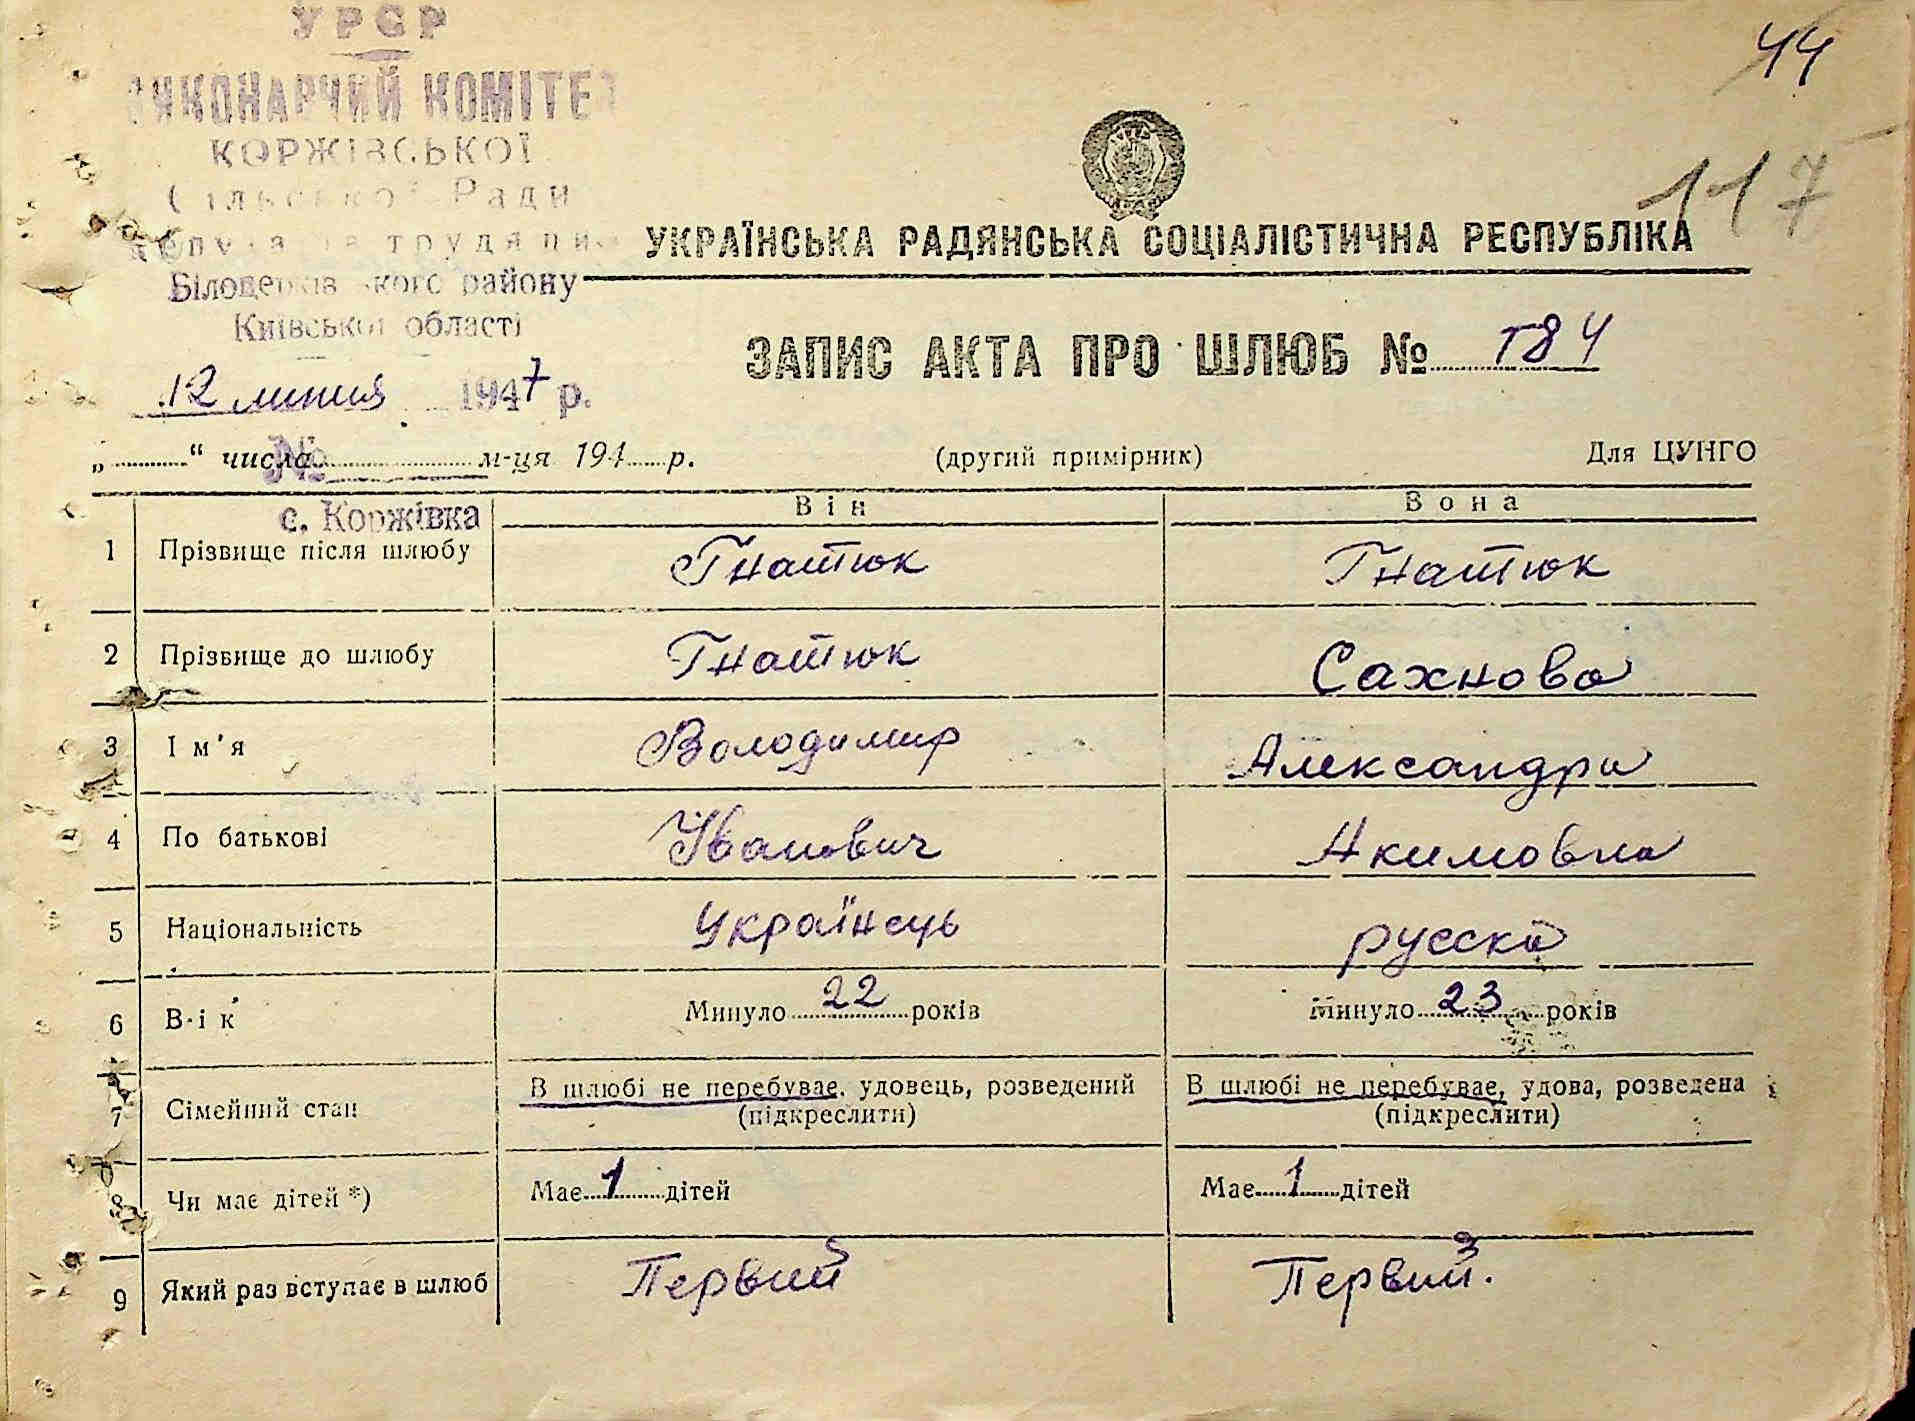 УРСР
ВИКОНАВЧИЙ КОМІТЕТ
КОРЖІВСЬКОЇ
Сільської Ради
депутатів трудящих
Білоцерківського району
Київської області
12 липня 1947 р.
№
с. Коржівка
44
117
УКРАЇНСЬКА РАДЯНСЬКА СОЦІАЛІСТИЧНА РЕСПУБЛІКА
ЗАПИС АКТА ПРО ШЛЮБ №
„ “ числа м-ця 194 р. (другий примірник) Для ЦУНГО
Він Вона
1 Прізвище після шлюбу Гнатюк Гнатюк
2 Прізвище до шлюбу Гнатюк Сахнова
3 Ім'я Володимир Александра
4 По батькові Іванович Акимовна
5 Національність Українець русска
6 Вік Минуло 22 років Минуло 23 років
7 Сімейний стан В шлюбі не перебуває, удовець, розведений В шлюбі не перебуває, удова, розведена
(підкреслити) (підкреслити)
8 Чи має дітей *) Має 1 дітей Має 1 дітей
9 Який раз вступає в шлюб Первий Первий.